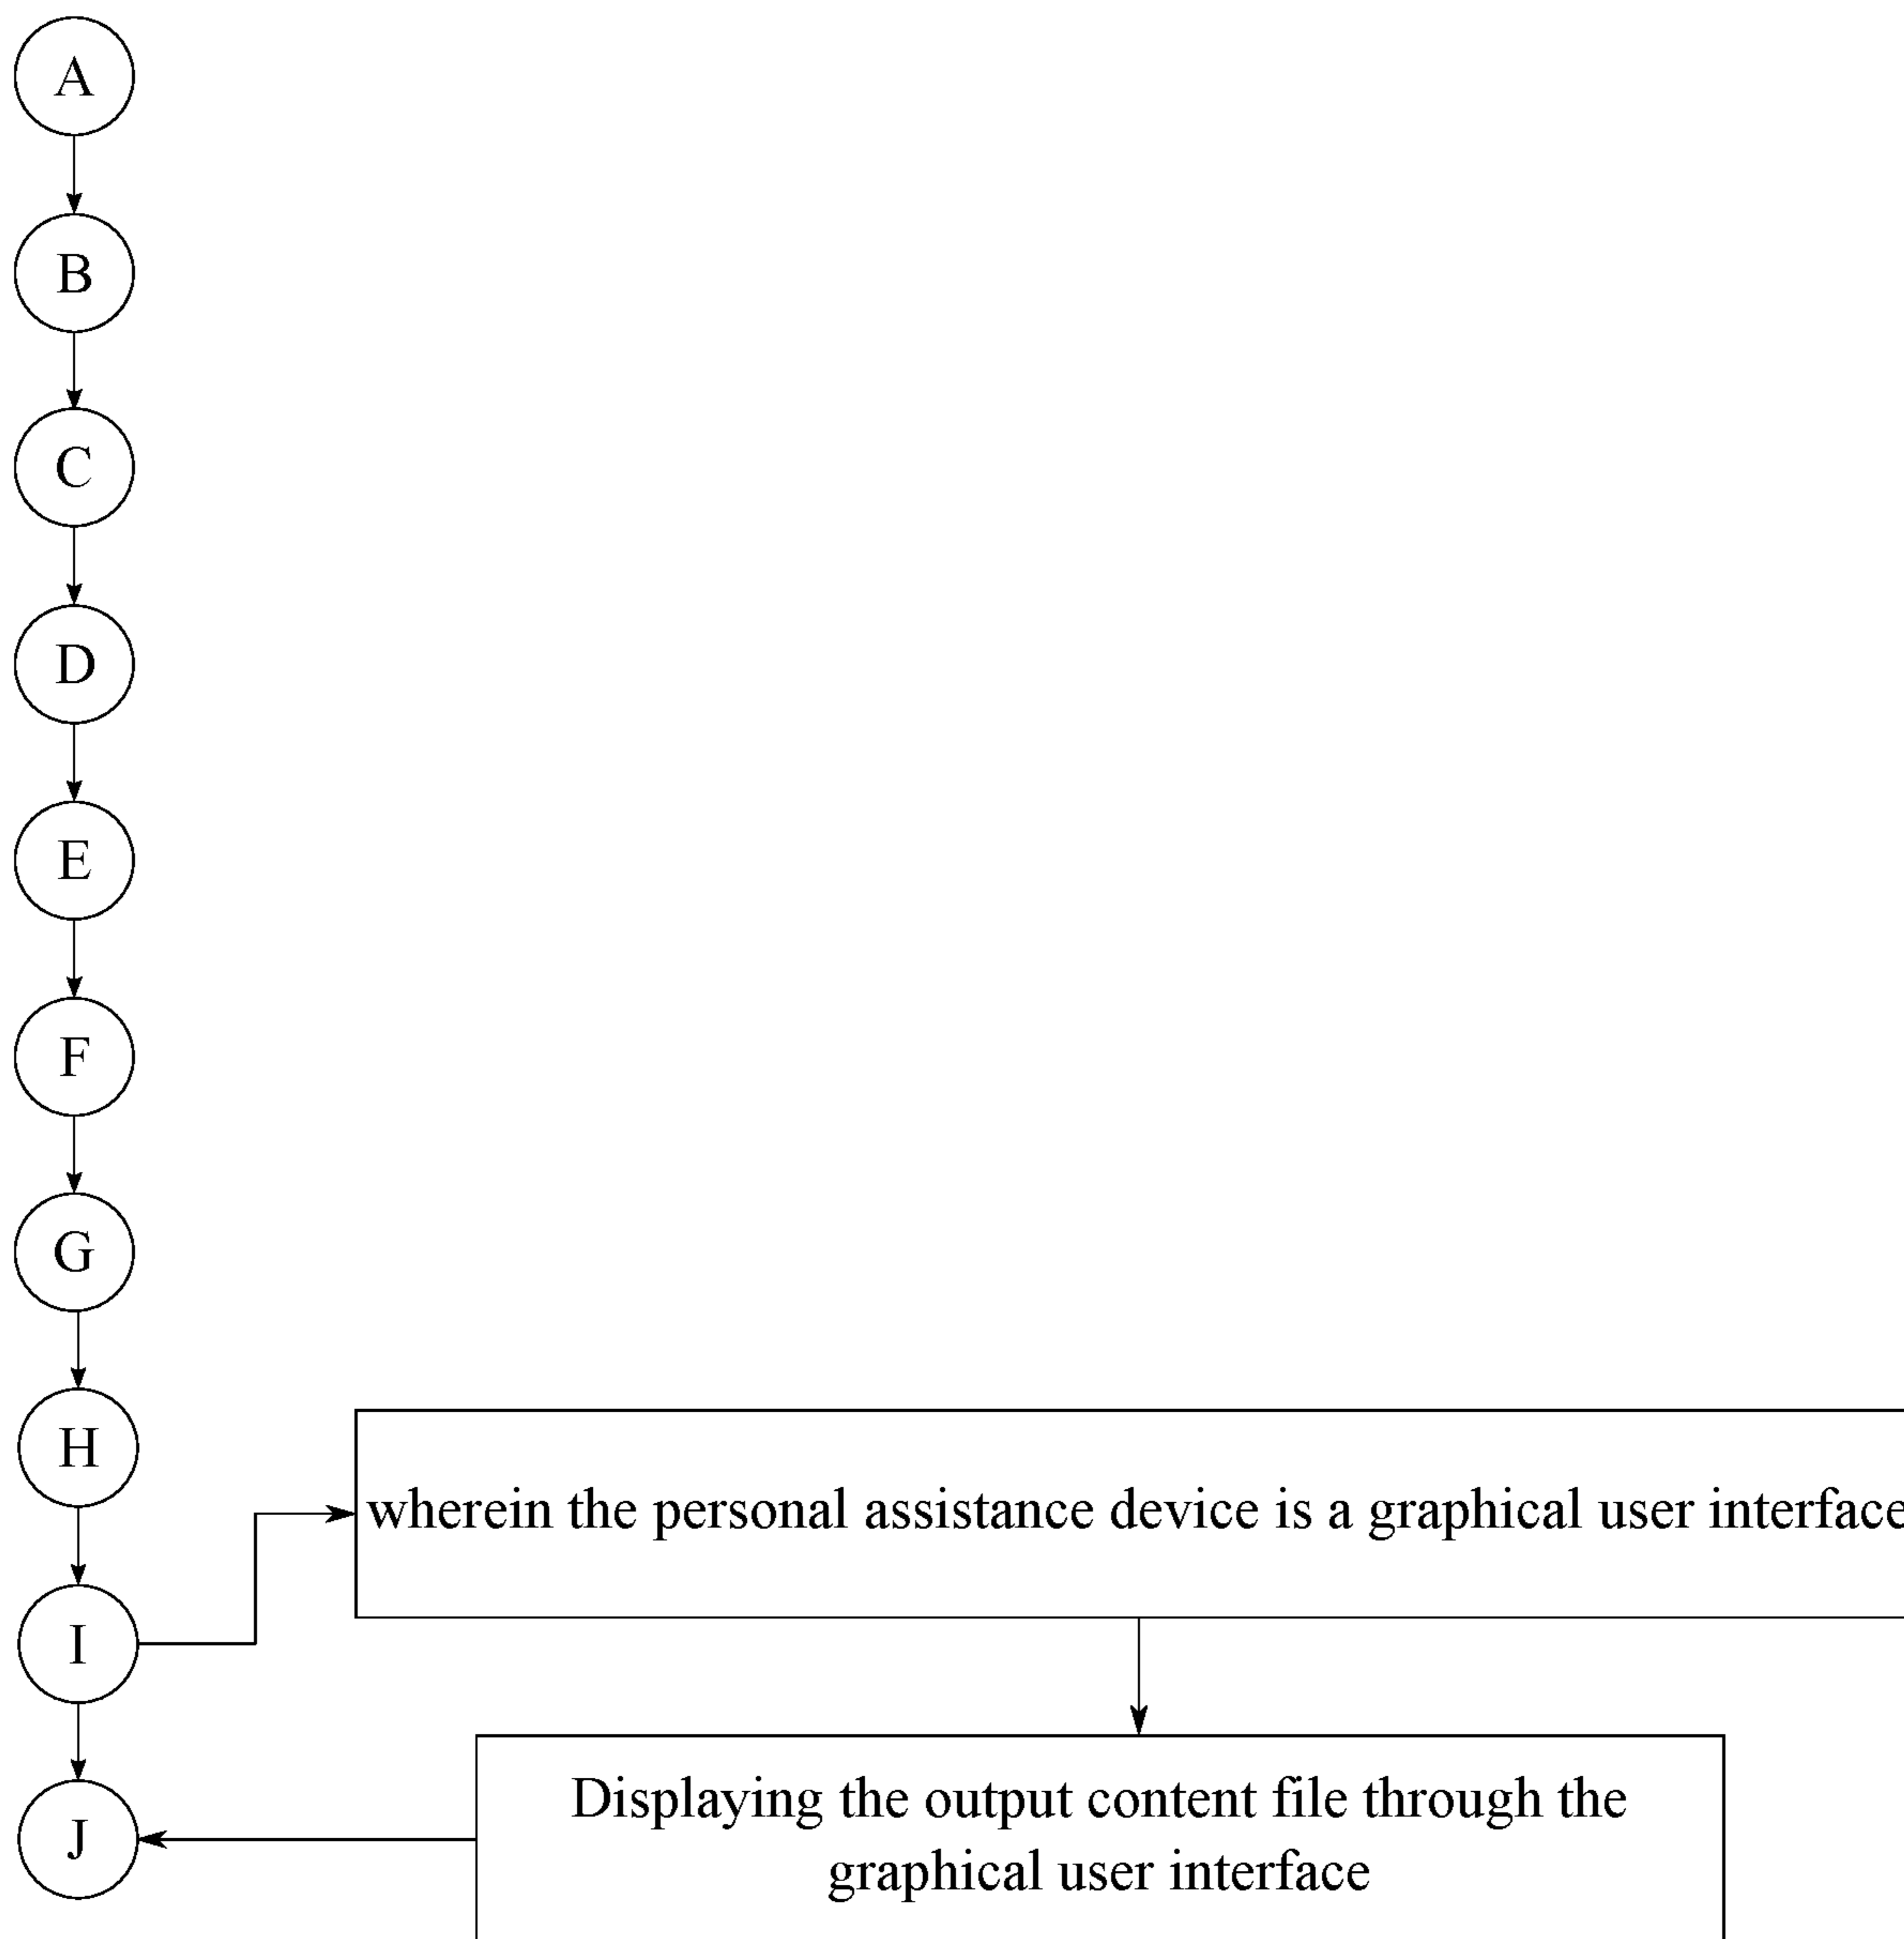 A
B
C
D
E
F
G
H
wherein the personal assistance device is a graphical user interface
I
Displaying the output content file through the
graphical user interface
J